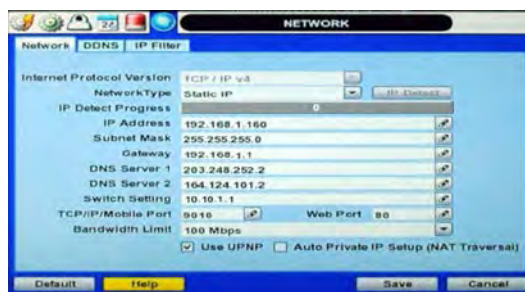 NETWORK
Network DDNS IP Filter
Internet Protocol Version TCP / IP v4
NetworkType Static IP IP Detect
IP Detect Progress 0
IP Address 192.168.1.160
Subnet Mask 255.255.255.0
Gateway 192.168.1.1
DNS Server 1 203.248.252.2
DNS Server 2 164.124.101.2
Switch Setting 10.10.1.1
TCP/IP/Mobile Port 9010 Web Port 80
Bandwidth Limit 100 Mbps
Use UPNP Auto Private IP Setup (NAT Traversal)
Default Help Save Cancel